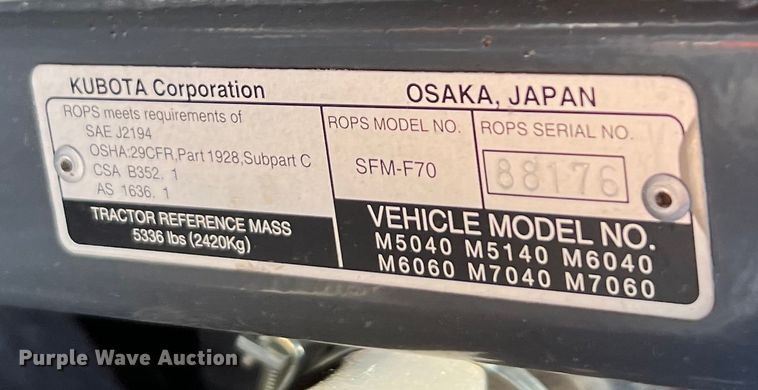 KUBOTA Corporation
OSAKA, JAPAN
ROPS meets requirements of
SAE J2194
OSHA:29CFR,Part 1928,Subpart C
CSA B352. 1
AS 1636. 1
ROPS MODEL NO.
SFM-F70
ROPS SERIAL NO.
88176
TRACTOR REFERENCE MASS
5336 lbs (2420Kg)
VEHICLE MODEL NO.
M5040 M5140 M6040
M6060 M7040 M7060
Purple Wave Auction